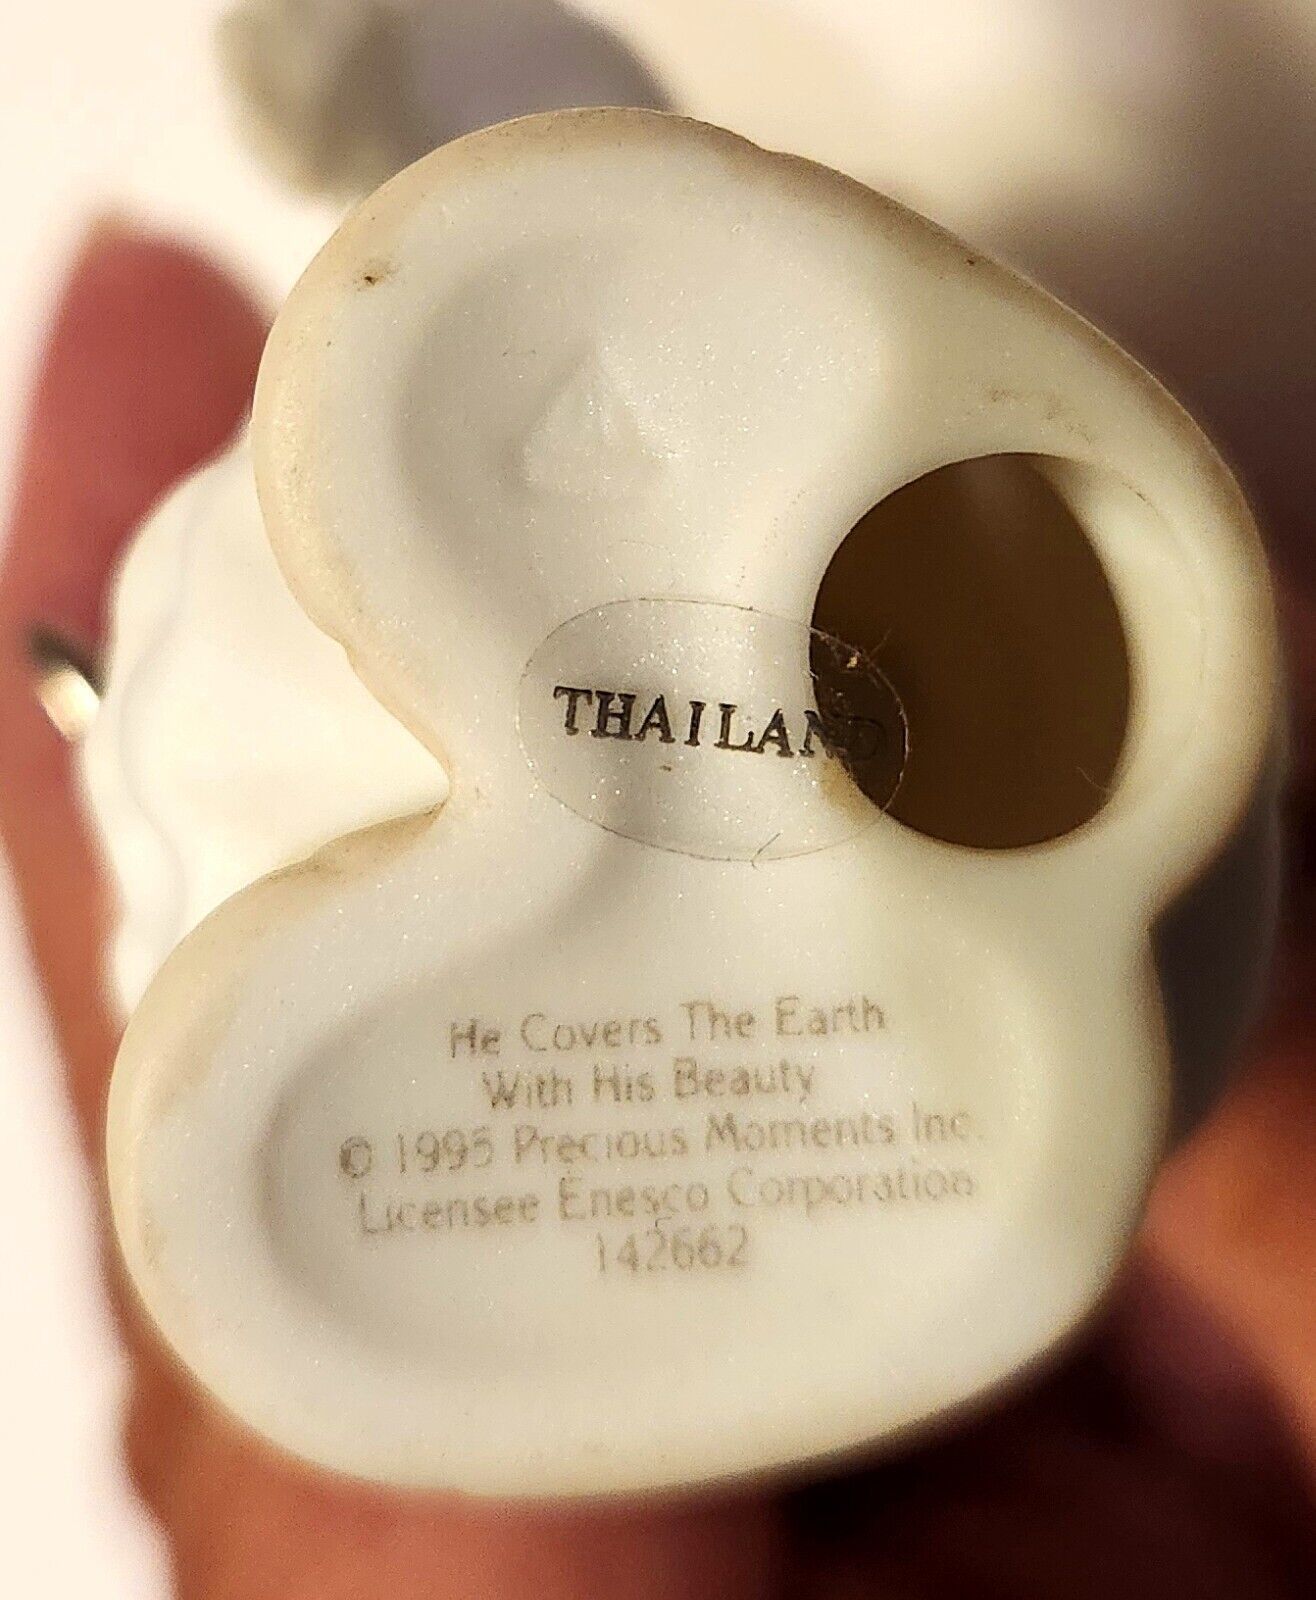 THAILAND
He Covers The Earth
With His Beauty
© 1995 Precious Moments Inc.
Licensee Enesco Corporation
142662